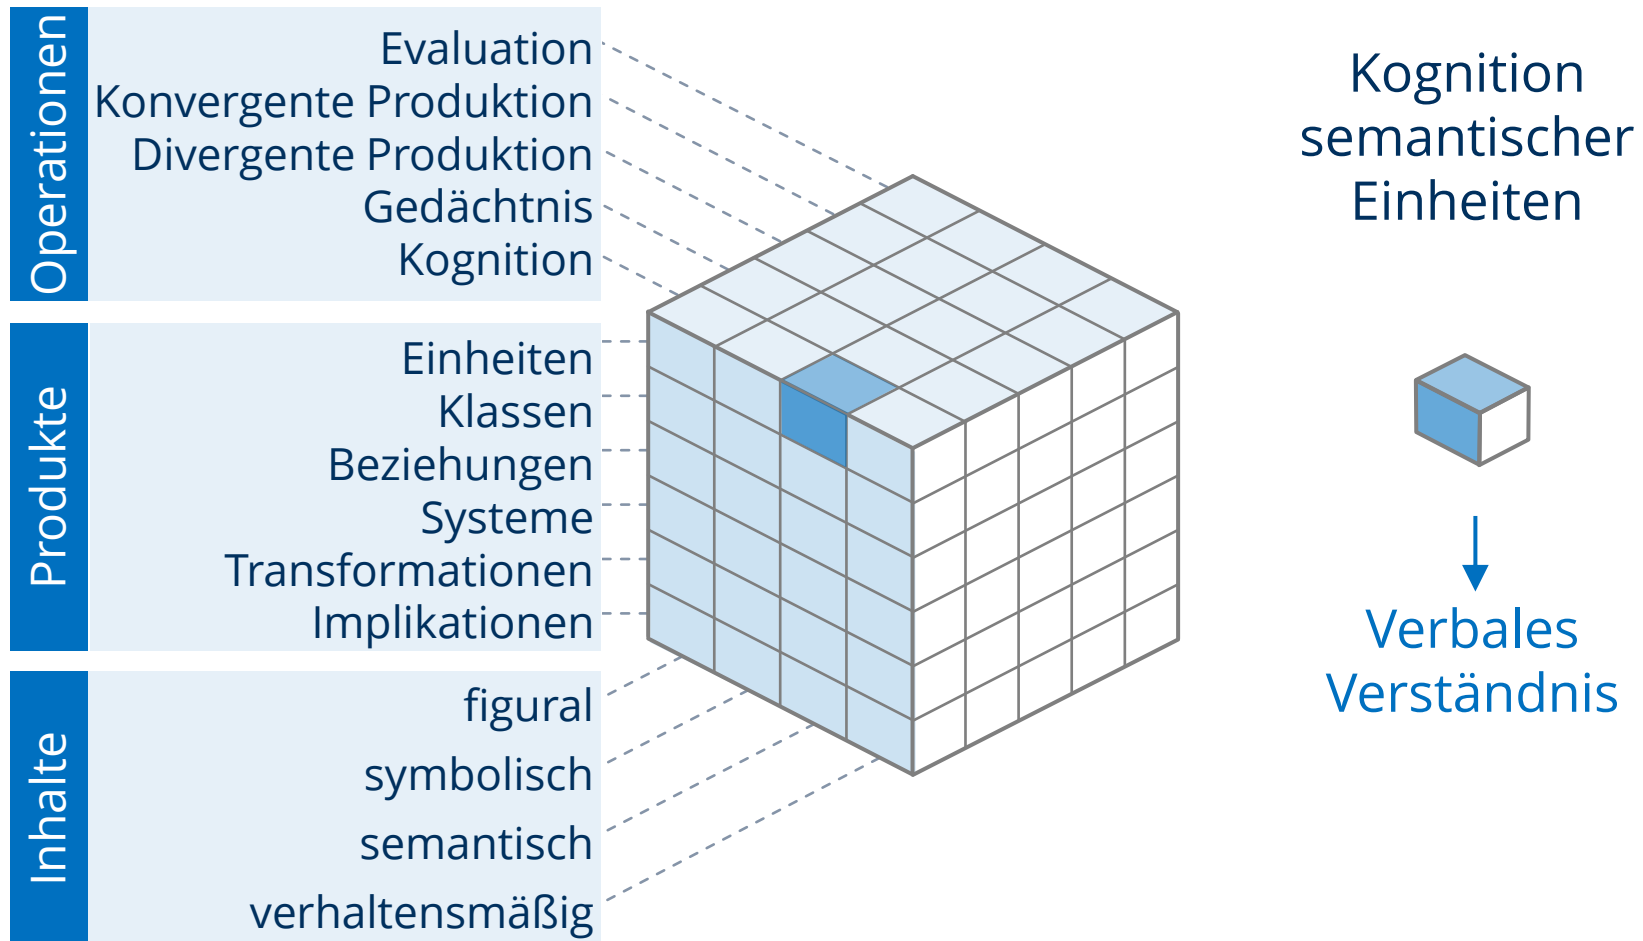 Operationen
Evaluation
Konvergente Produktion
Divergente Produktion
Gedächtnis
Kognition
Produkte
Einheiten
Klassen
Beziehungen
Systeme
Transformationen
Implikationen
Inhalte
figural
symbolisch
semantisch
verhaltensmäßig
Kognition
semantischer
Einheiten
Verbales
Verständnis